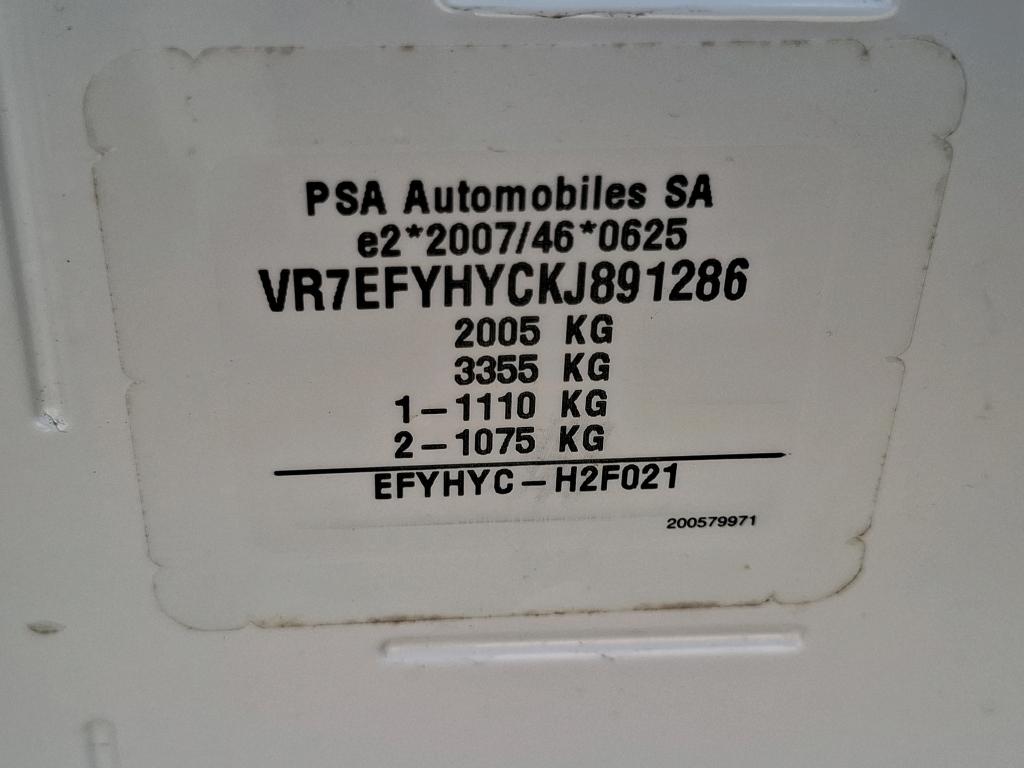 PSA Automobiles SA
e2*2007/46*0625
VR7EFYHYCKJ891286
2005 KG
3355 KG
1-1110 KG
2-1075 KG
EFYHYC-H2F021
200579971